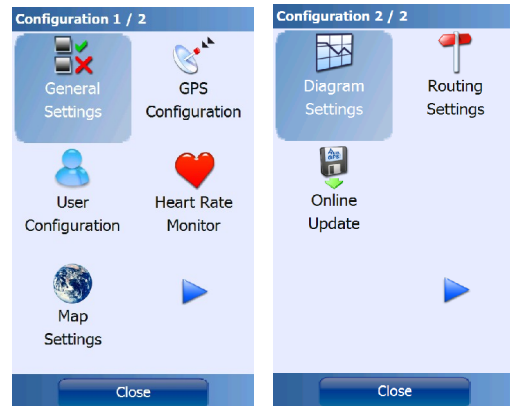 Configuration 1 / 2
General
Settings
GPS
Configuration
User
Configuration
Heart Rate
Monitor
Map
Settings
Close
Configuration 2 / 2
Diagram
Settings
Routing
Settings
Online
Update
Close